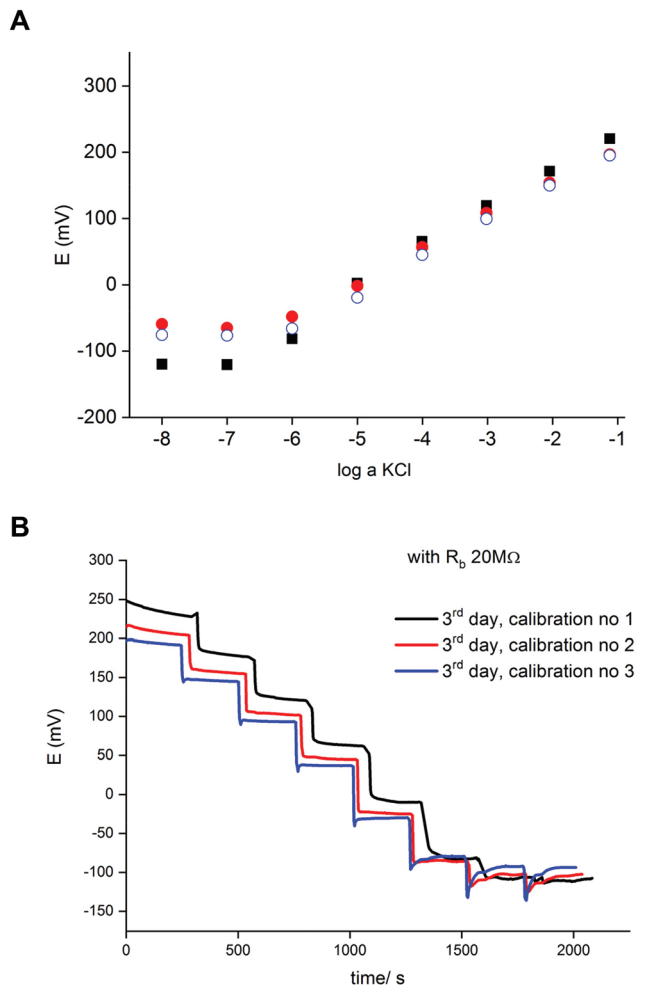 A
300
200
100
0
-100
-200
E (mV)
-8 -7 -6 -5 -4 -3 -2 -1
log a KCl
B
300
250
200
150
100
50
0
-50
-100
-150
E (mV)
with R_b 20MΩ
3rd day, calibration no 1
3rd day, calibration no 2
3rd day, calibration no 3
0 500 1000 1500 2000
time/ s